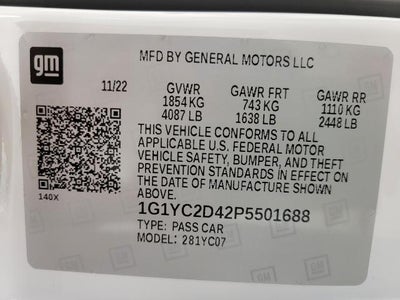 gm
MFD BY GENERAL MOTORS LLC
11/22
GVWR GAWR FRT GAWR RR
1854 KG 743 KG 1110 KG
4087 LB 1638 LB 2448 LB
THIS VEHICLE CONFORMS TO ALL
APPLICABLE U.S. FEDERAL MOTOR
VEHICLE SAFETY, BUMPER, AND THEFT
PREVENTION STANDARDS IN EFFECT ON
THE DATE OF MANUFACTURE SHOWN
ABOVE.
140X
1G1YC2D42P5501688
TYPE: PASS CAR
MODEL: 281YC07